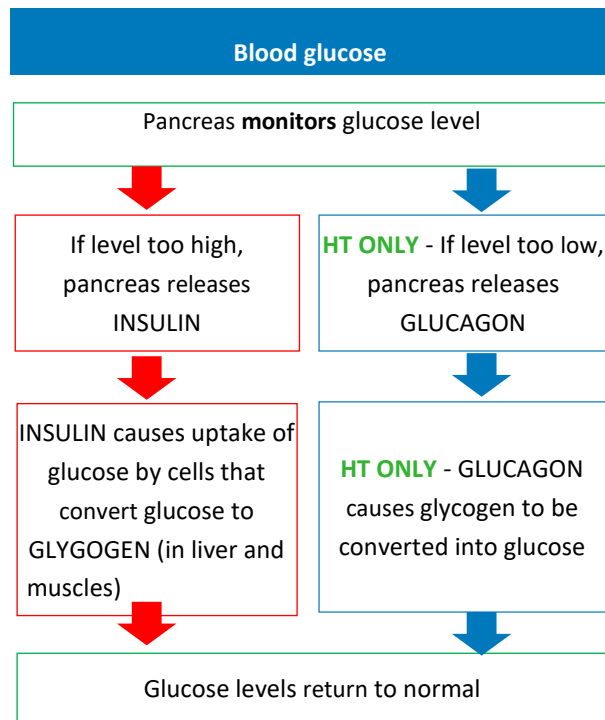 Blood glucose
Pancreas monitors glucose level
If level too high,
pancreas releases
INSULIN
HT ONLY - If level too low,
pancreas releases
GLUCAGON
INSULIN causes uptake of
glucose by cells that
convert glucose to
GLYGOGEN (in liver and
muscles)
HT ONLY - GLUCAGON
causes glycogen to be
converted into glucose
Glucose levels return to normal